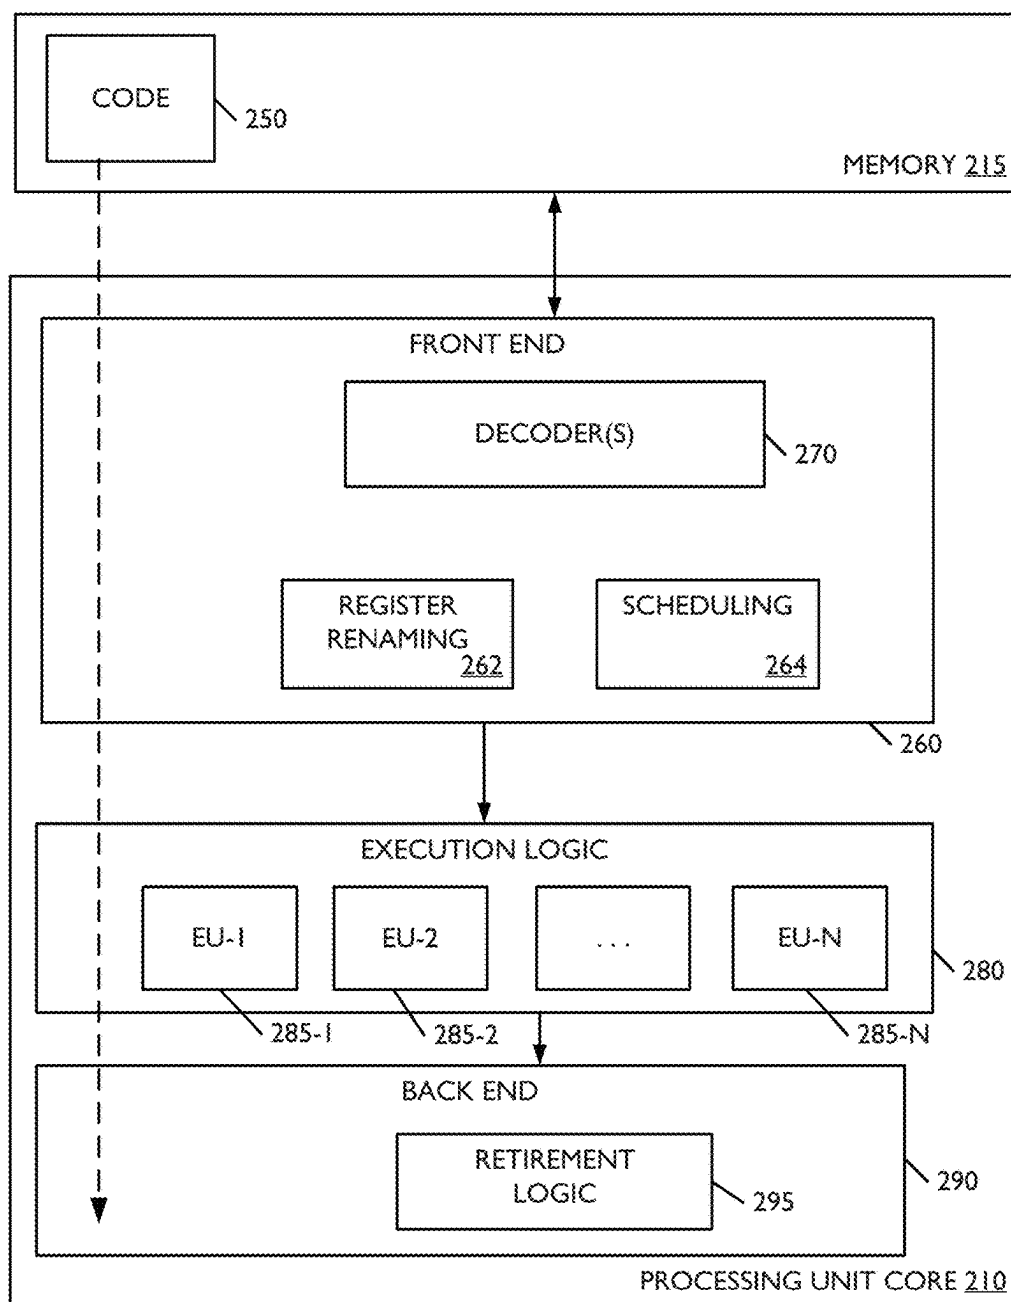 CODE
250
MEMORY 215
FRONT END
DECODER(S)
270
REGISTER
RENAMING
262
SCHEDULING
264
260
EXECUTION LOGIC
EU-1
EU-2
. . .
EU-N
280
285-1
285-2
285-N
BACK END
RETIREMENT
LOGIC
295
290
PROCESSING UNIT CORE 210